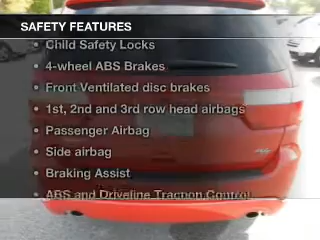 SAFETY FEATURES
• Child Safety Locks
• 4-wheel ABS Brakes
• Front Ventilated disc brakes
• 1st, 2nd and 3rd row head airbags
• Passenger Airbag
• Side airbag
• Braking Assist
• ABS and Driveline Traction Control